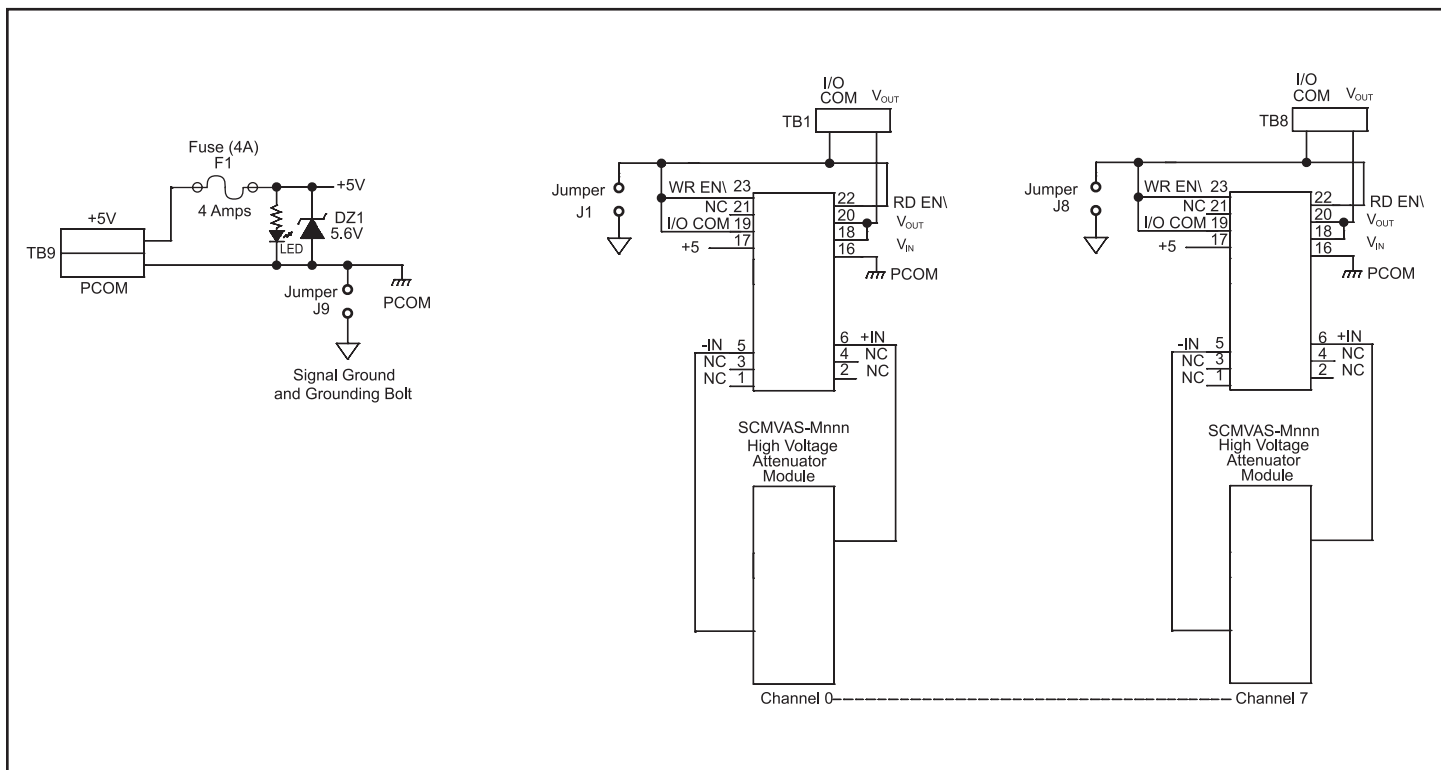 Fuse (4A)
F1
4 Amps
+5V
DZ1
5.6V
LED
+5V
TB9
PCOM
Jumper
J9
PCOM
Signal Ground
and Grounding Bolt
I/O
COM
VOUT
TB1
Jumper
J1
WR EN\ 23
NC 21
I/O COM 19
+5 17
22 RD EN\
20 VOUT
18 VIN
16
PCOM
-IN 5
NC 3
NC 1
6 +IN
4 NC
2 NC
SCMVAS-Mnnn
High Voltage
Attenuator
Module
Channel 0
I/O
COM
VOUT
TB8
Jumper
J8
WR EN\ 23
NC 21
I/O COM 19
+5 17
22 RD EN\
20 VOUT
18 VIN
16
PCOM
-IN 5
NC 3
NC 1
6 +IN
4 NC
2 NC
SCMVAS-Mnnn
High Voltage
Attenuator
Module
Channel 7